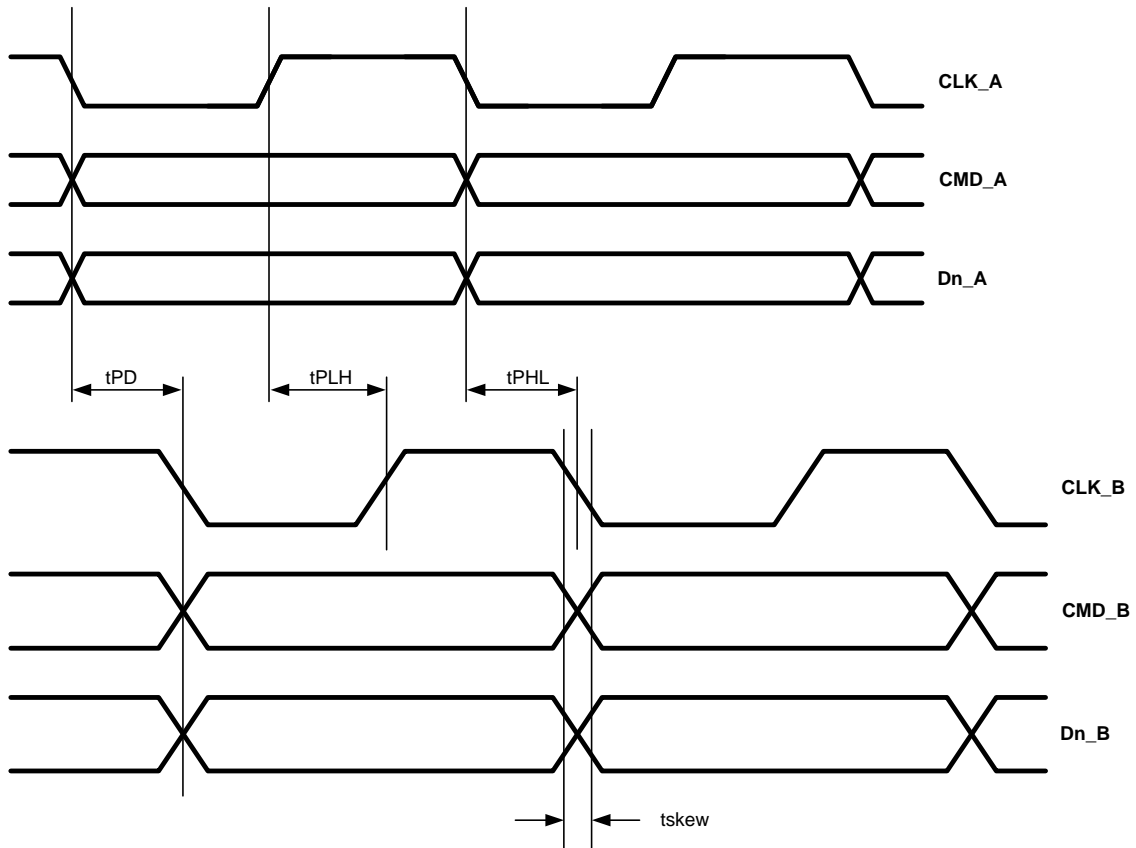 CLK_A
CMD_A
Dn_A
tPD
tPLH
tPHL
CLK_B
CMD_B
Dn_B
tskew